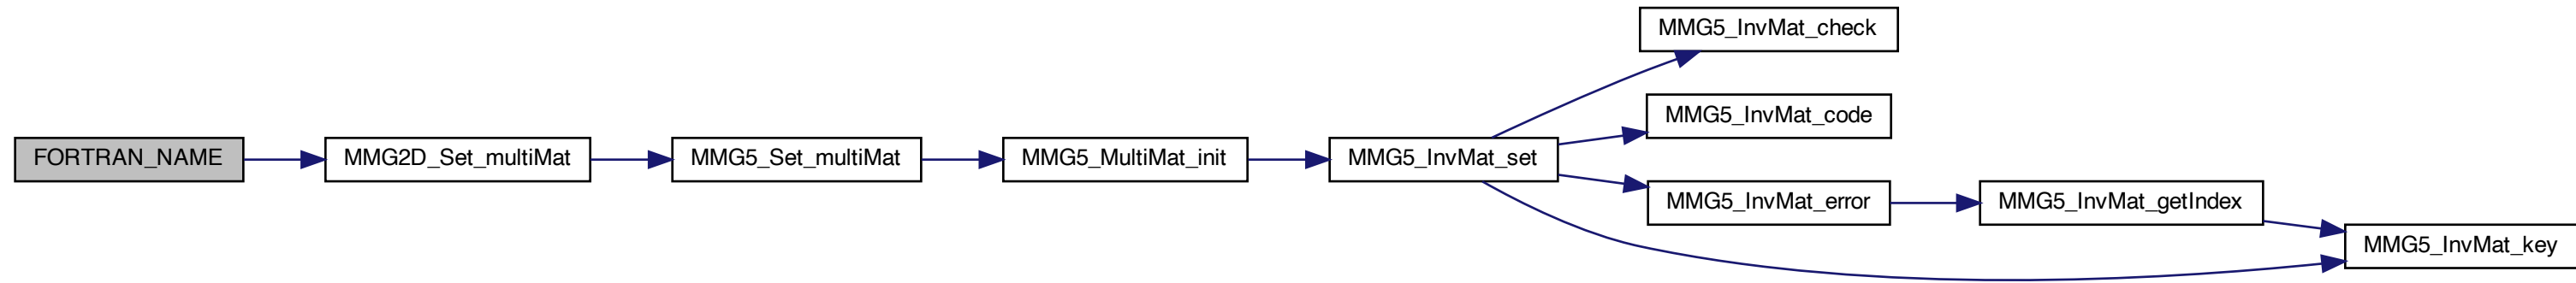 FORTRAN_NAME
MMG2D_Set_multiMat
MMG5_Set_multiMat
MMG5_MultiMat_init
MMG5_InvMat_set
MMG5_InvMat_check
MMG5_InvMat_code
MMG5_InvMat_error
MMG5_InvMat_getIndex
MMG5_InvMat_key